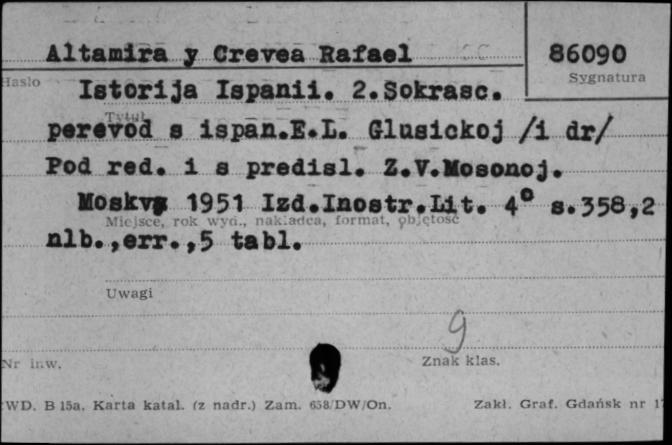 Altamira y Crevea Rafael
86090
Hasło
Sygnatura
Istorija Ispanii. 2.Sokrasc.
Tytuł
perevod s ispan.E.L. Glusickoj /i dr/
Pod red. i s predisl. Z.V.Mosonoj.
Moskva 1951 Izd.Inostr.Lit. 4° s.358,2
Miejsce, rok wyd., nakładca, format, objętość
nlb.,err.,5 tabl.
Uwagi
9
Nr inw.
Znak klas.
WD. B 15a. Karta katal. (z nadr.) Zam. 658/DW/On.
Zakł. Graf. Gdańsk nr 1